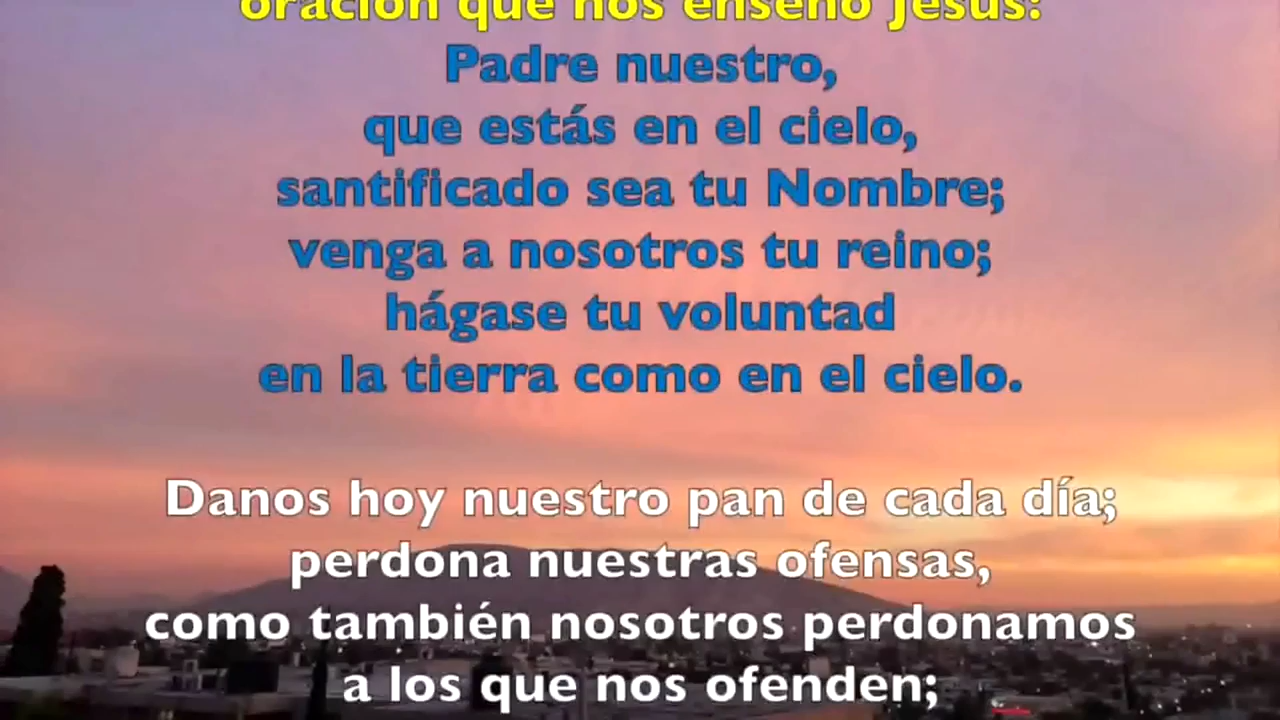 oración que nos enseñó Jesús:
Padre nuestro,
que estás en el cielo,
santificado sea tu Nombre;
venga a nosotros tu reino;
hágase tu voluntad
en la tierra como en el cielo.
Danos hoy nuestro pan de cada día;
perdona nuestras ofensas,
como también nosotros perdonamos
a los que nos ofenden;